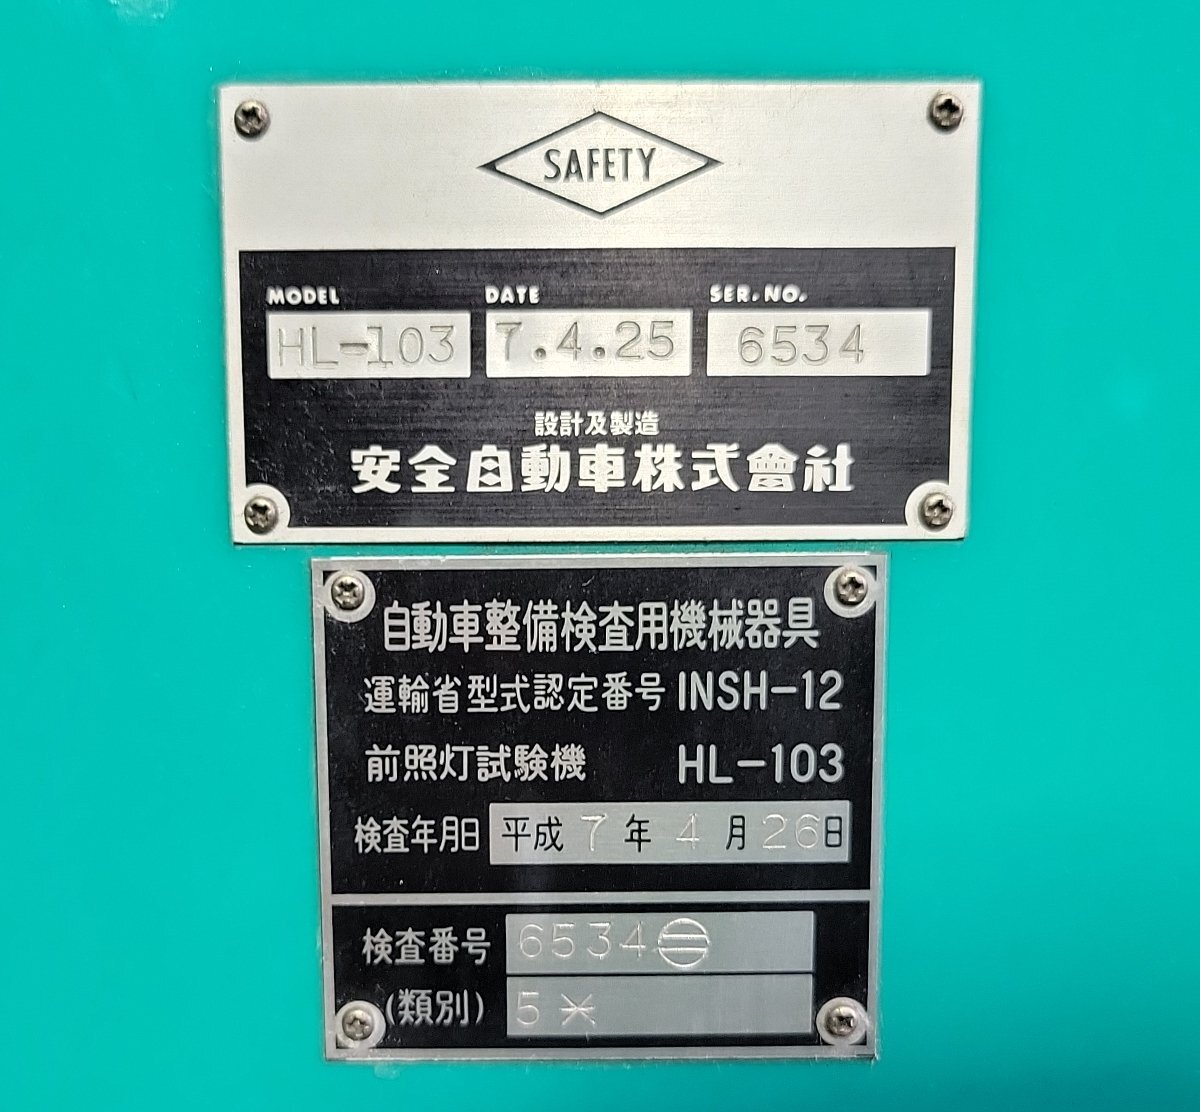 SAFETY
MODEL DATE SER. NO.
HL-103 7.4.25 6534
設計及製造
安全自動車株式會社
自動車整備検査用機械器具
運輸省型式認定番号 INSH-12
前照灯試験機 HL-103
検査年月日 平成 7 年 4 月 26日
検査番号 6534
(類別) 5